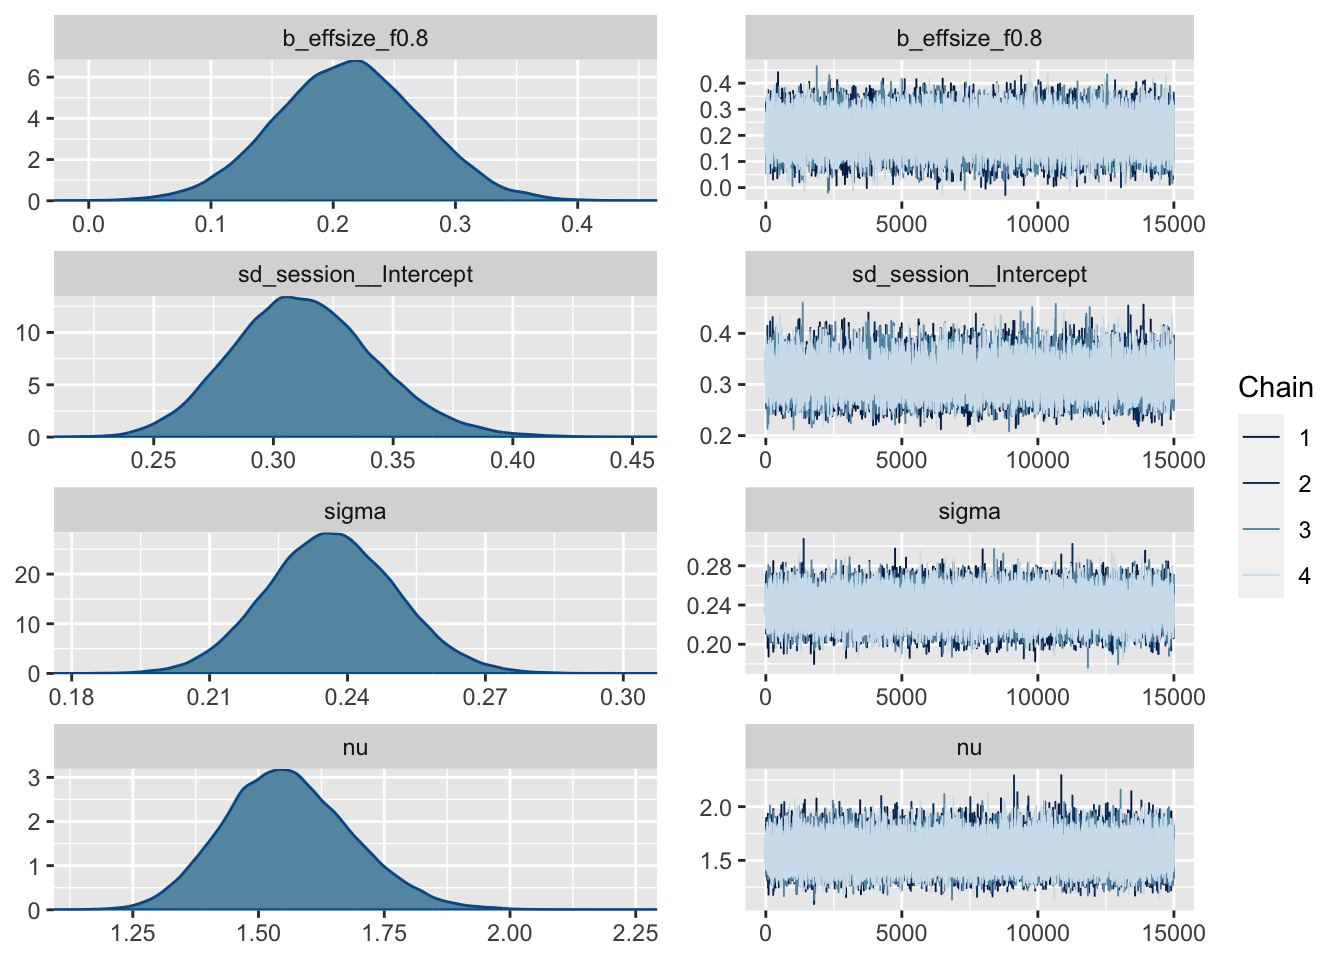 b_effsize_f0.8
b_effsize_f0.8
6
4
2
0
0.0 0.1 0.2 0.3 0.4
0.4
0.3
0.2
0.1
0.0
0 5000 10000 15000
sd_session__Intercept
sd_session__Intercept
10
5
0
0.25 0.30 0.35 0.40 0.45
0.4
0.3
0.2
0 5000 10000 15000
sigma
sigma
20
10
0
0.18 0.21 0.24 0.27 0.30
0.28
0.24
0.20
0 5000 10000 15000
nu
nu
3
2
1
0
1.25 1.50 1.75 2.00 2.25
2.0
1.5
0 5000 10000 15000
Chain
1
2
3
4